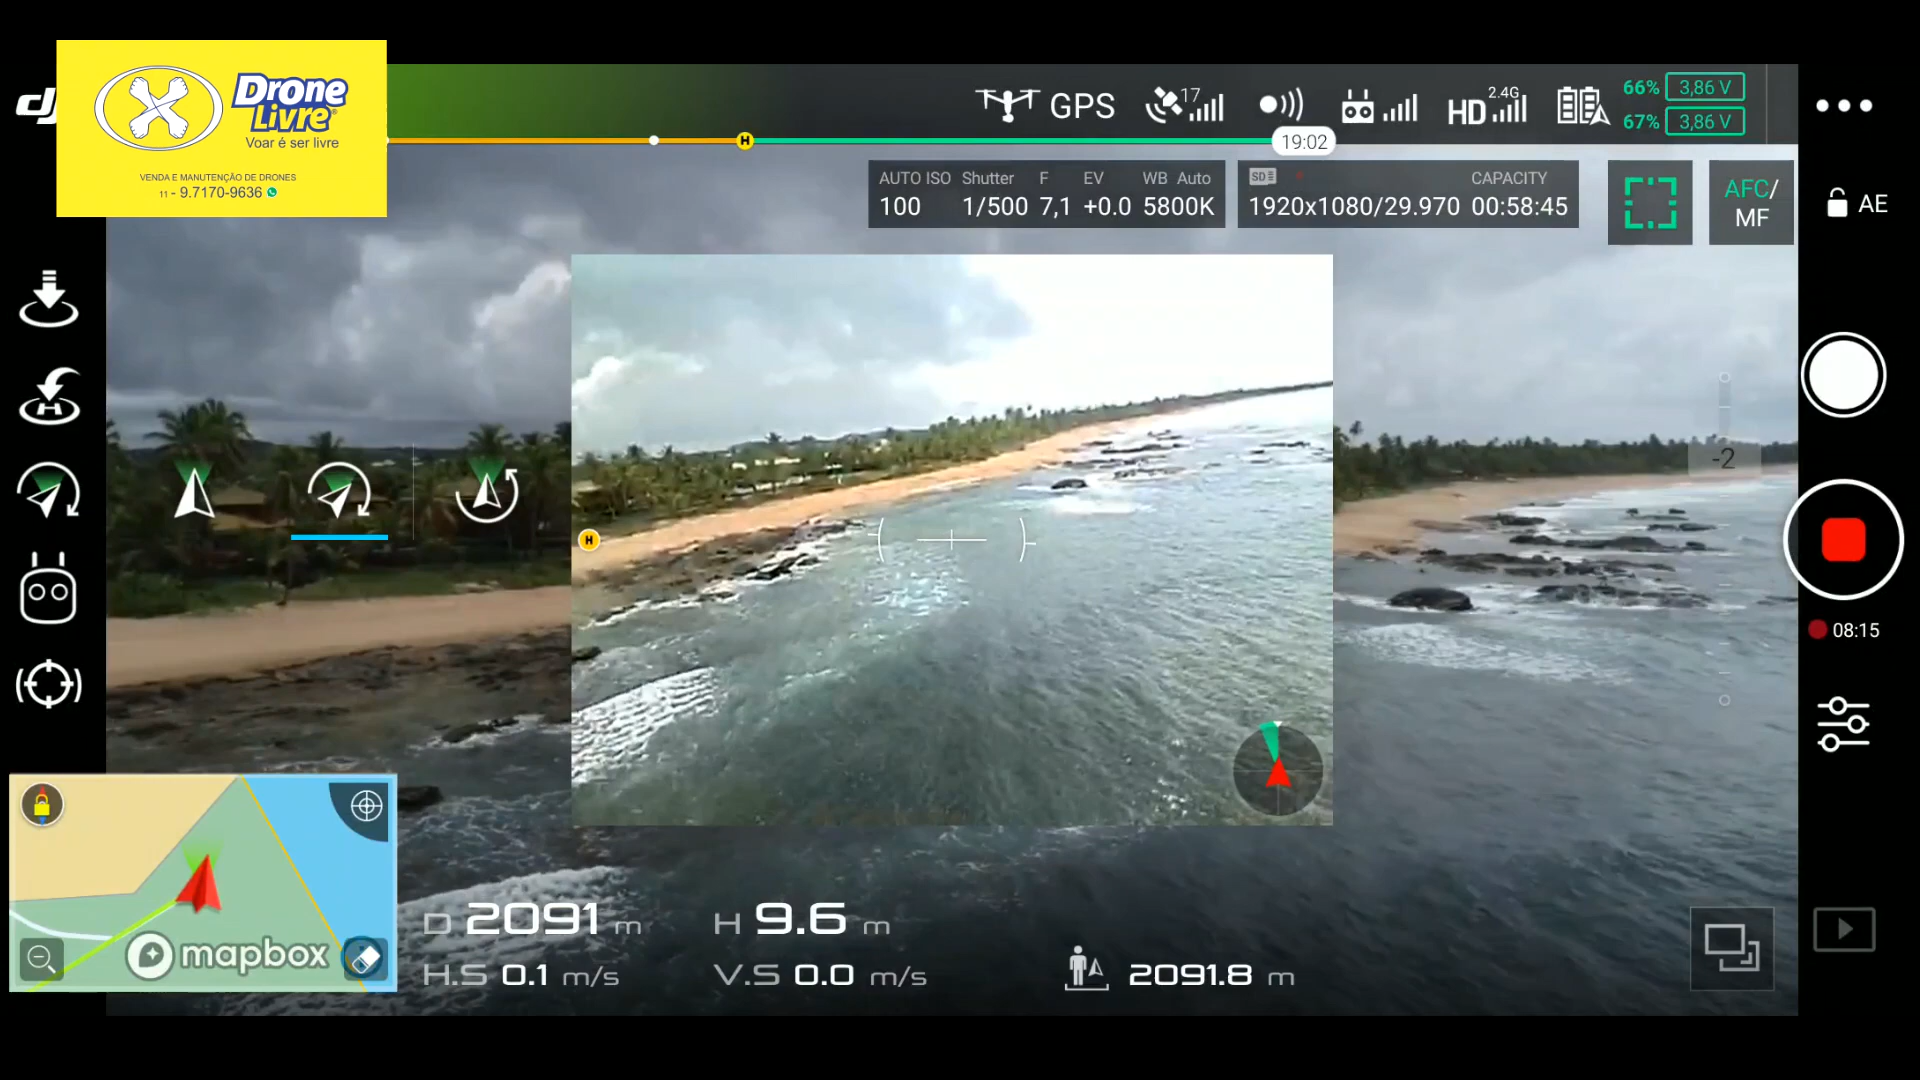 dj
Drone
Livre®
Voar é ser livre
VENDA E MANUTENÇÃO DE DRONES
11 - 9.7170-9636
GPS
17
HD 2.4G
66% 3,86 V
67% 3,86 V
H
19:02
AUTO ISO Shutter F EV WB Auto
100 1/500 7,1 +0.0 5800K
SD CAPACITY
1920x1080/29.970 00:58:45
AFC/
MF
AE
-2
H
H
08:15
mapbox
D 2091 m H 9.6 m
H.S 0.1 m/s V.S 0.0 m/s 2091.8 m